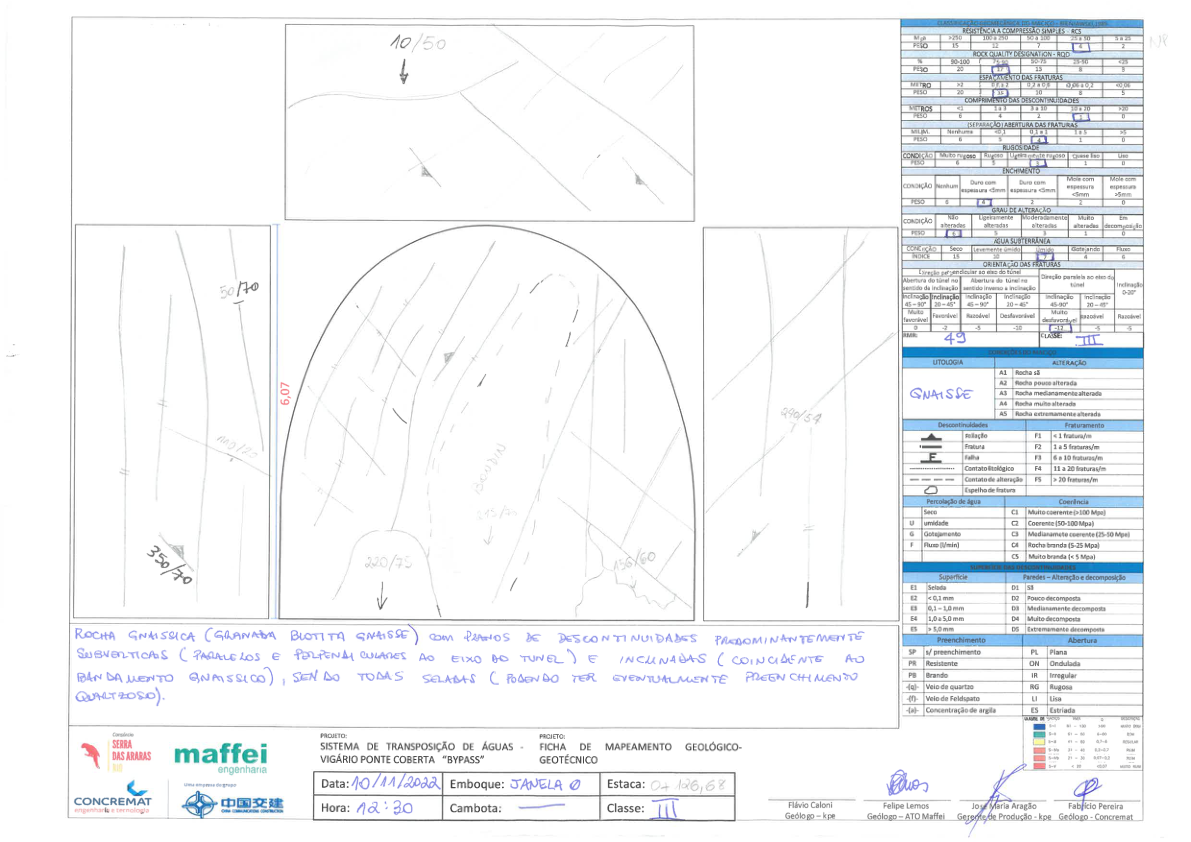 10/50
30/70
110/20
350/70
6,07
BANDIN
220/75
156/60
290/54
ROCHA GNAISSICA (GRANADA BIOTITA GNAISSE) COM PLANOS DE DESCONTINUIDADES PREDOMINANTEMENTE
SUBVERTICAIS (PARALELOS E PERPENDICULARES AO EIXO DO TUNEL) E INCLINADAS (COINCIDENTE AO
BANDAMENTO GNAISSICO), SENDO TODAS SELADAS (PODENDO TER EVENTUALMENTE PREENCHIMENTO
QUARTZOSO).
RESISTÊNCIA A COMPRESSÃO SIMPLES - RCS
Mpa >250 100 a 250 50 a 100 25 a 50 5 a 25
PESO 15 12 7 4 2
ROCK QUALITY DESIGNATION - RQD
% 90-100 75-90 50-75 25-50 <25
PESO 20 17 13 8 3
ESPAÇAMENTO DAS FRATURAS
METRO >2 0,6 a 2 0,2 a 0,6 0,06 a 0,2 <0,06
PESO 20 15 10 8 5
COMPRIMENTO DAS DESCONTINUIDADES
METROS <1 1 a 3 3 a 10 10 a 20 >20
PESO 6 4 2 1 0
(SEPARAÇÃO) ABERTURA DAS FRATURAS
MILIM. Nenhuma <0,1 0,1 a 1 1 a 5 >5
PESO 6 5 4 1 0
RUGOSIDADE
CONDIÇÃO Muito rugoso Rugoso Ligeiramente rugoso Quase liso Liso
PESO 6 5 3 1 0
ENCHIMENTO
CONDIÇÃO Nenhum Duro com espessura <5mm Duro com espessura <5mm Mole com espessura <5mm Mole com espessura >5mm
PESO 6 4 2 2 0
GRAU DE ALTERAÇÃO
CONDIÇÃO Não alteradas Ligeiramente alteradas Moderadamente alteradas Muito alteradas Em decomposição
PESO 6 5 3 1 0
ÁGUA SUBTERRÂNEA
CONDIÇÃO Seco Levemente úmido Úmido Gotejando Fluxo
INDICE 15 10 7 4 0
ORIENTAÇÃO DAS FRATURAS
Direção perpendicular ao eixo do túnel Direção paralela ao eixo do túnel Inclinação 0-20°
Abertura do túnel no sentido da inclinação Abertura do túnel no sentido inverso a inclinação
Inclinação 45 – 90° Inclinação 20 – 45° Inclinação 45 – 90° Inclinação 20 – 45° Inclinação 45-90° Inclinação 20 – 45°
Muito favorável Favorável Razoável Desfavorável Muito desfavorável razoável Razoável
0 -2 -5 -10 -12 -5 -5
RMR: 49 CLASSE: III
LITOLOGIA ALTERAÇÃO
GNAISSE
A1 Rocha sã
A2 Rocha pouco alterada
A3 Rocha medianamente alterada
A4 Rocha muito alterada
A5 Rocha extremamente alterada
Descontinuidades Fraturamento
Foliação F1 < 1 fratura/m
Fratura F2 1 a 5 fraturas/m
F Falha F3 6 a 10 fraturas/m
Contato litológico F4 11 a 20 fraturas/m
Contato de alteração F5 > 20 fraturas/m
Espelho de fratura
Percolação de água Coerência
Seco C1 Muito coerente (>100 Mpa)
U umidade C2 Coerente (50-100 Mpa)
G Gotejamento C3 Medianamete coerente (25-50 Mpa)
F Fluxo (l/min) C4 Rocha branda (5-25 Mpa)
C5 Muito branda (< 5 Mpa)
Superfície Paredes – Alteração e decomposição
E1 Selada D1 Sã
E2 < 0,1 mm D2 Pouco decomposta
E3 0,1 – 1,0 mm D3 Medianamente decomposta
E4 1,0 a 5,0 mm D4 Muito decomposta
E5 > 5,0 mm D5 Extremamente decomposta
Preenchimento Abertura
SP s/ preenchimento PL Plana
PR Resistente ON Ondulada
PB Brando IR Irregular
-(q)- Veio de quartzo RG Rugosa
-(f)- Veio de Feldspato LI Lisa
-(a)- Concentração de argila ES Estriada
Consórcio
SERRA
DAS ARARAS
RIO
maffei
engenharia
CONCREMAT
engenharia e tecnologia
Uma empresa do grupo
中国交建
CHINA COMMUNICATIONS CONSTRUCTION
PROJETO:
SISTEMA DE TRANSPOSIÇÃO DE ÁGUAS -
VIGÁRIO PONTE COBERTA "BYPASS"
PROJETO:
FICHA DE MAPEAMENTO GEOLÓGICO-
GEOTÉCNICO
Data: 10/11/2022 Emboque: JANELA 0 Estaca: 0+126,68
Hora: 12:30 Cambota: Classe: III
Flávio Caloni
Geólogo – kpe
Felipe Lemos
Geólogo – ATO Maffei
José Maria Aragão
Gerente de Produção - kpe
Fabrício Pereira
Geólogo - Concremat